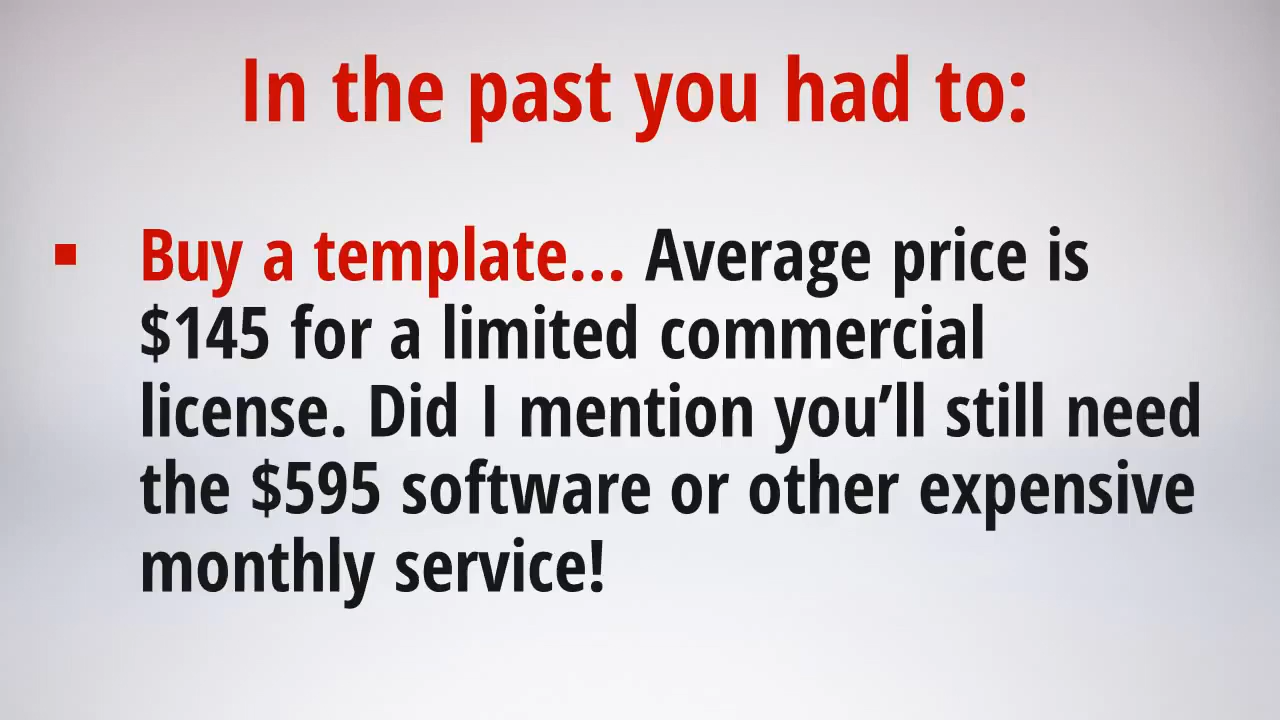 In the past you had to:
▪ Buy a template... Average price is
$145 for a limited commercial
license. Did I mention you’ll still need
the $595 software or other expensive
monthly service!